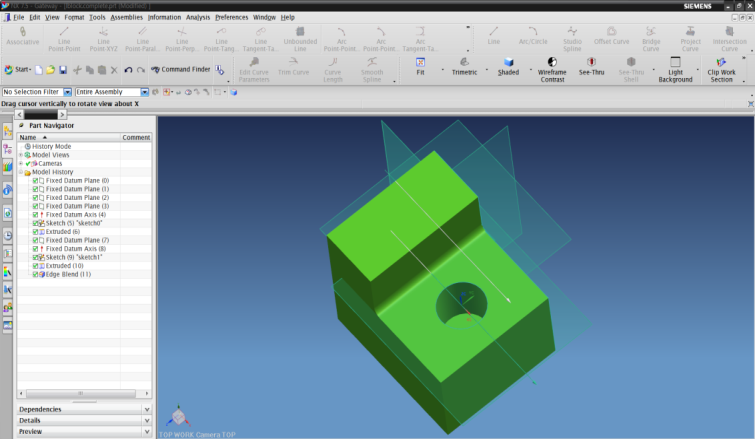 NX 7.5 - Gateway - [block.complete.prt (Modified)]
SIEMENS
File Edit View Format Tools Assemblies Information Analysis Preferences Window Help
Associative
Line Point-Point
Line Point-XYZ
Line Point-Paral...
Line Point-Perp...
Line Point-Tang...
Line Tangent-Ta...
Unbounded Line
Arc Point-Point...
Arc Point-Point...
Arc Tangent-Ta...
Line
Arc/Circle
Studio Spline
Offset Curve
Bridge Curve
Project Curve
Intersection Curve
Start
Command Finder
Edit Curve Parameters
Trim Curve
Curve Length
Smooth Spline
Fit
Trimetric
Shaded
Wireframe Contrast
See-Thru
See-Thru Shell
Light Background
Clip Work Section
No Selection Filter
Entire Assembly
Drag cursor vertically to rotate view about X
Part Navigator
Name
Comment
History Mode
Model Views
Cameras
Model History
Fixed Datum Plane (0)
Fixed Datum Plane (1)
Fixed Datum Plane (2)
Fixed Datum Plane (3)
Fixed Datum Axis (4)
Sketch (5) "sketch0"
Extruded (6)
Fixed Datum Plane (7)
Fixed Datum Axis (8)
Sketch (9) "sketch1"
Extruded (10)
Edge Blend (11)
Dependencies
Details
Preview
TOP WORK Camera TOP